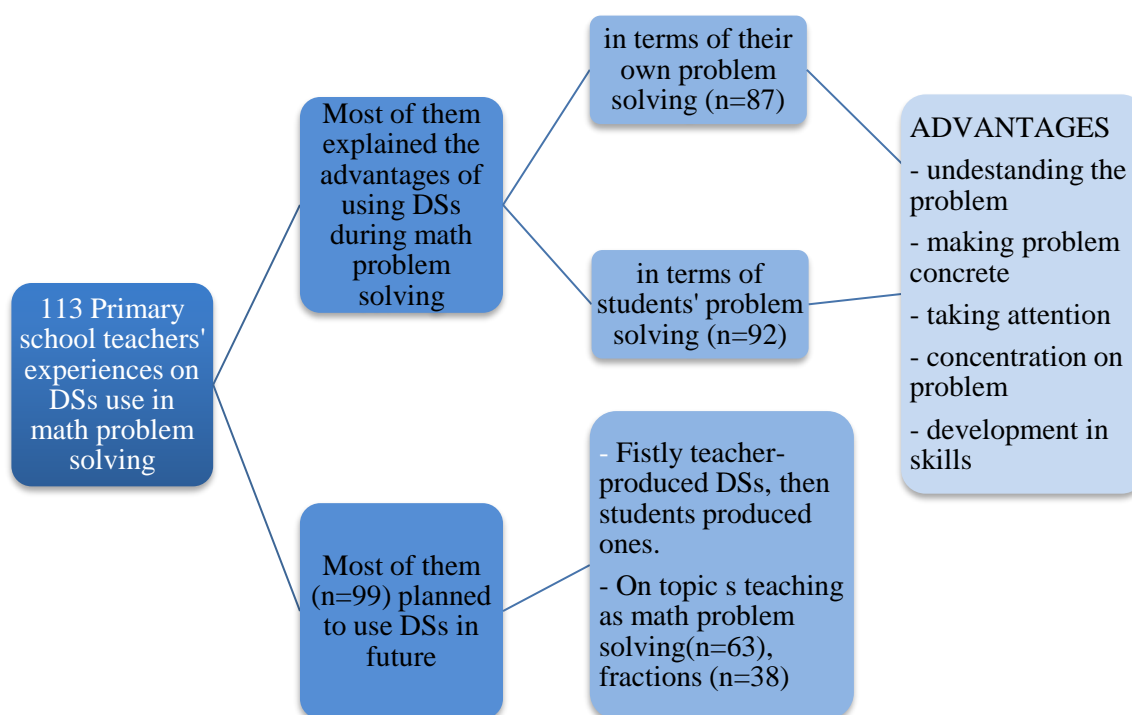 113 Primary
school teachers'
experiences on
DSs use in
math problem
solving
Most of them
explained the
advantages of
using DSs
during math
problem
solving
in terms of their
own problem
solving (n=87)
in terms of
students' problem
solving (n=92)
ADVANTAGES
- undestanding the
problem
- making problem
concrete
- taking attention
- concentration on
problem
- development in
skills
Most of them
(n=99) planned
to use DSs in
future
- Fistly teacher-
produced DSs, then
students produced
ones.
- On topic s teaching
as math problem
solving(n=63),
fractions (n=38)